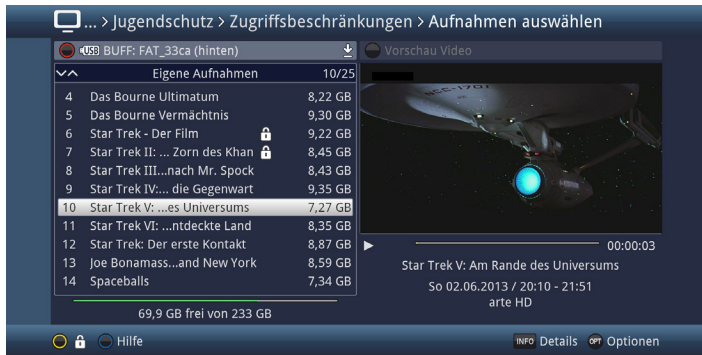 ... > Jugendschutz > Zugriffsbeschränkungen > Aufnahmen auswählen
USB BUFF: FAT_33ca (hinten)
Vorschau Video
Eigene Aufnahmen 10/25
4 Das Bourne Ultimatum 8,22 GB
5 Das Bourne Vermächtnis 9,30 GB
6 Star Trek - Der Film 9,22 GB
7 Star Trek II: ... Zorn des Khan 8,45 GB
8 Star Trek III...nach Mr. Spock 8,43 GB
9 Star Trek IV:... die Gegenwart 9,35 GB
10 Star Trek V: ...es Universums 7,27 GB
11 Star Trek VI: ...ntdeckte Land 8,35 GB
12 Star Trek: Der erste Kontakt 8,87 GB
13 Joe Bonamass...and New York 8,59 GB
14 Spaceballs 7,34 GB
69,9 GB frei von 233 GB
NCC-1701
00:00:03
Star Trek V: Am Rande des Universums
So 02.06.2013 / 20:10 - 21:51
arte HD
Hilfe
INFO Details OPT Optionen